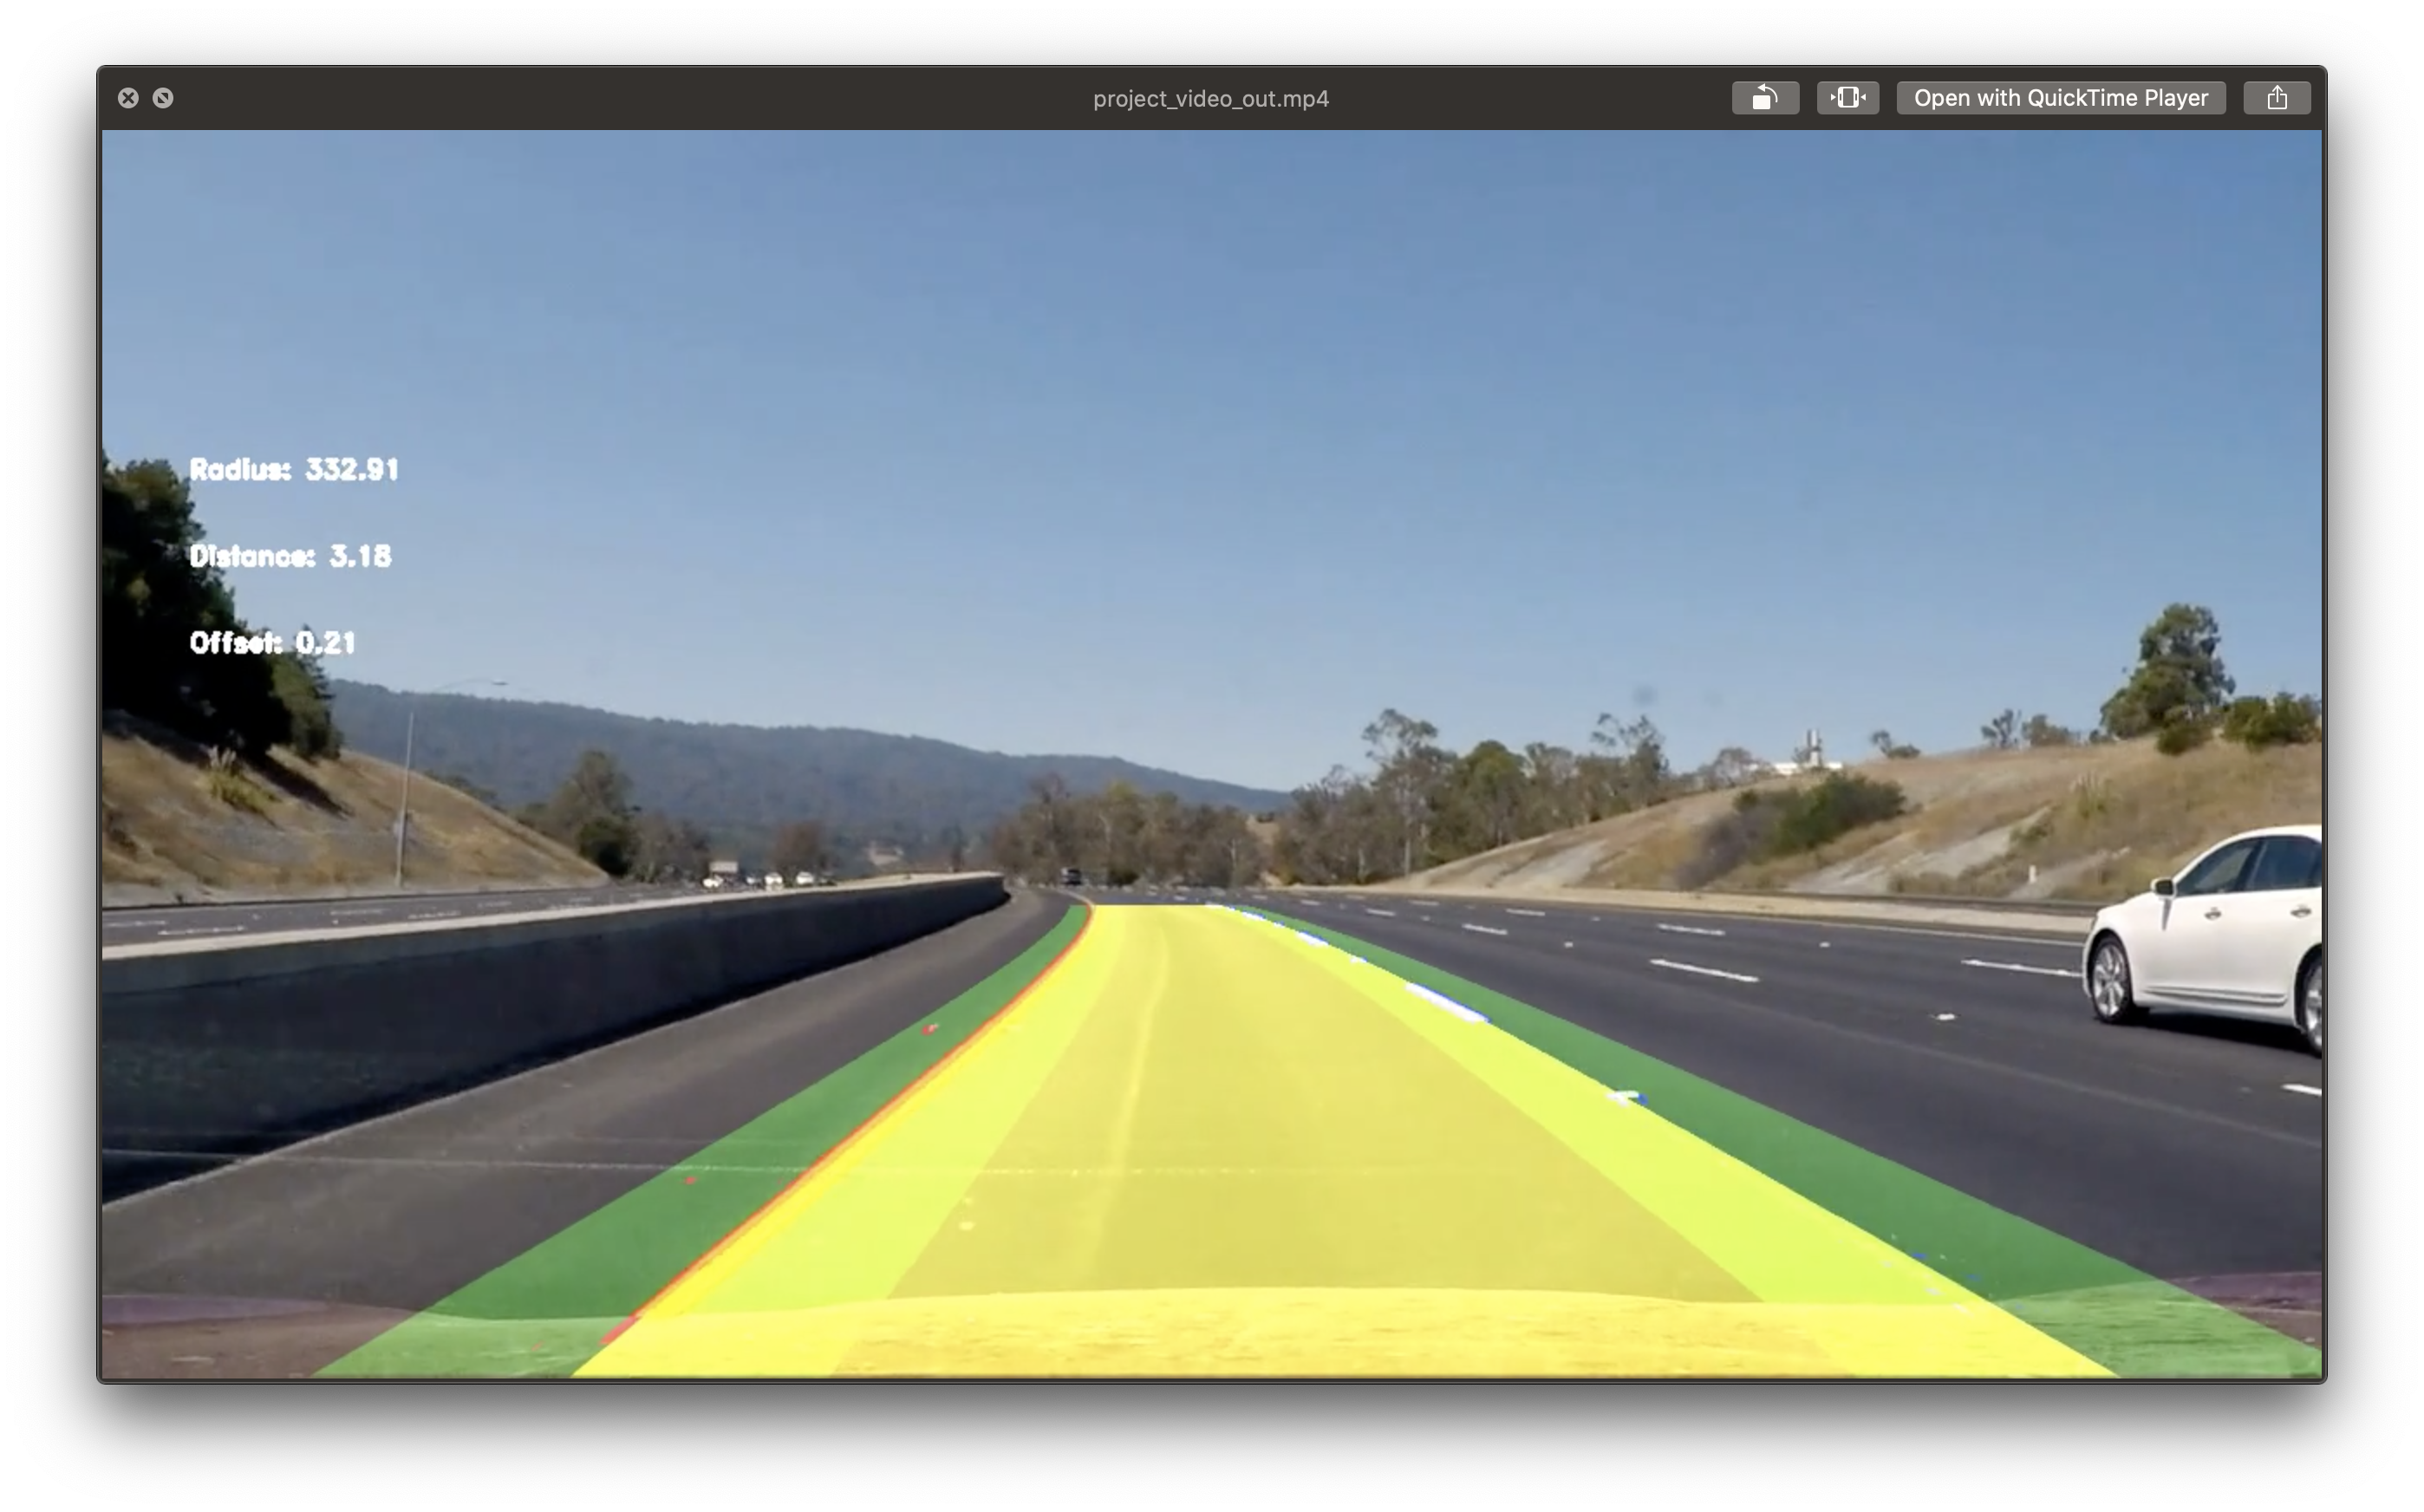 project_video_out.mp4
Open with QuickTime Player
Radius: 332.91
Distance: 3.18
Offset: 0.21